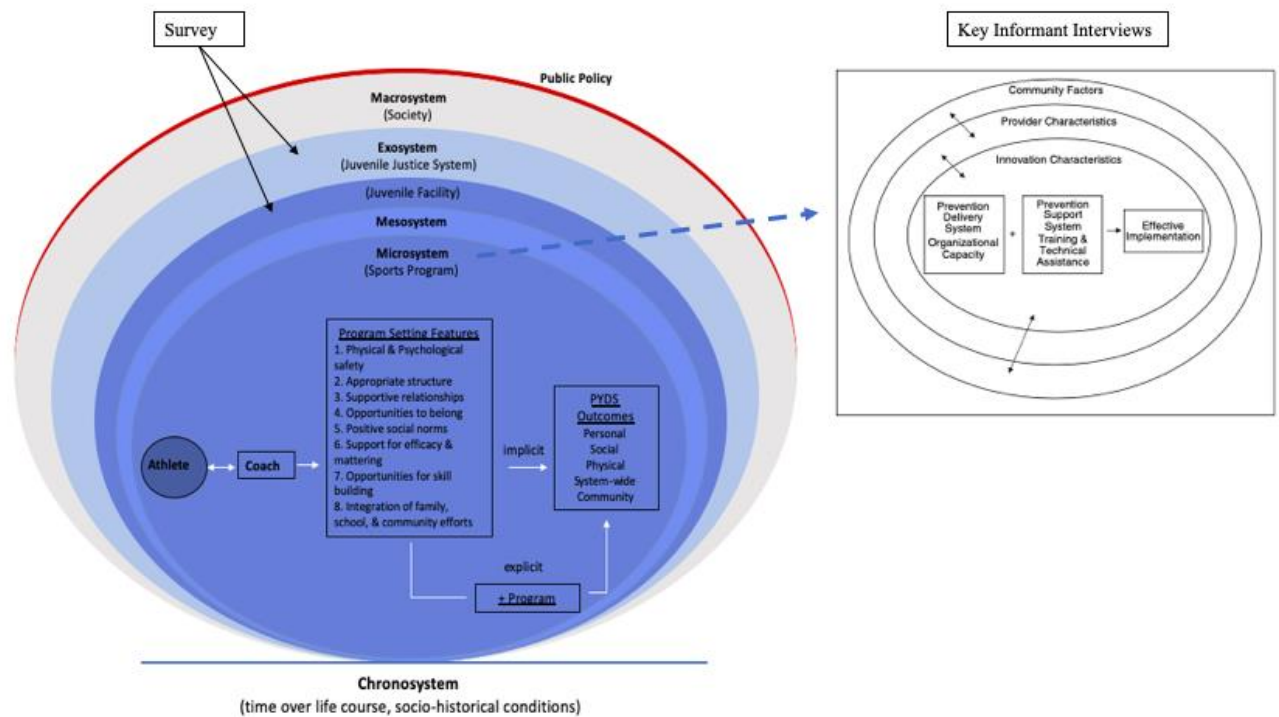 Survey
Key Informant Interviews
Public Policy
Macrosystem
(Society)
Exosystem
(Juvenile Justice System)
(Juvenile Facility)
Mesosystem
Microsystem
(Sports Program)
Athlete
Coach
Program Setting Features
1. Physical & Psychological
safety
2. Appropriate structure
3. Supportive relationships
4. Opportunities to belong
5. Positive social norms
6. Support for efficacy &
mattering
7. Opportunities for skill
building
8. Integration of family,
school, & community efforts
implicit
PYDS
Outcomes
Personal
Social
Physical
System-wide
Community
explicit
+ Program
Chronosystem
(time over life course, socio-historical conditions)
Community Factors
Provider Characteristics
Innovation Characteristics
Prevention
Delivery
System
Organizational
Capacity
+
Prevention
Support
System
Training &
Technical
Assistance
Effective
Implementation